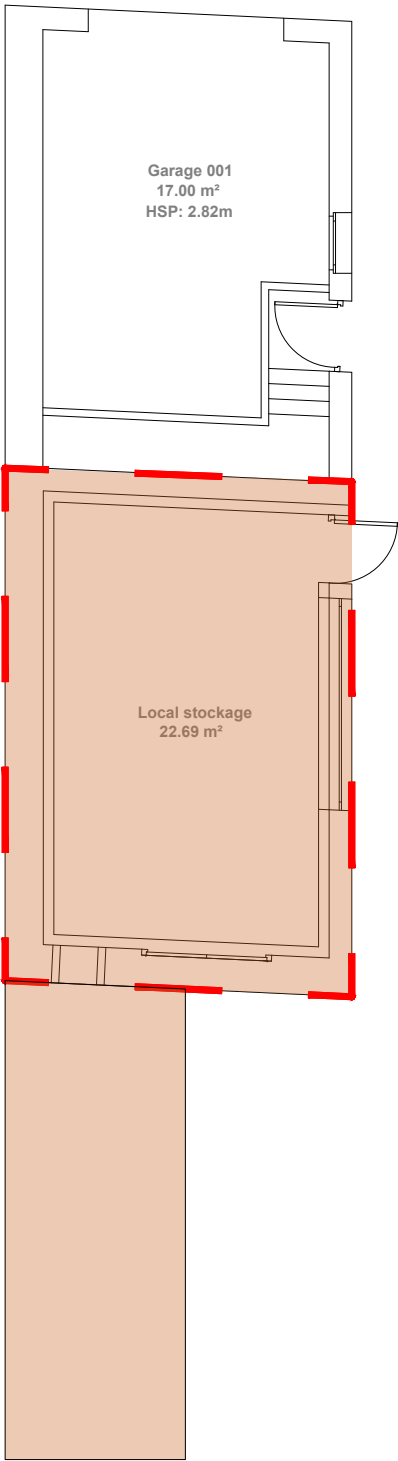 Garage 001
17.00 m²
HSP: 2.82m
Local stockage
22.69 m²